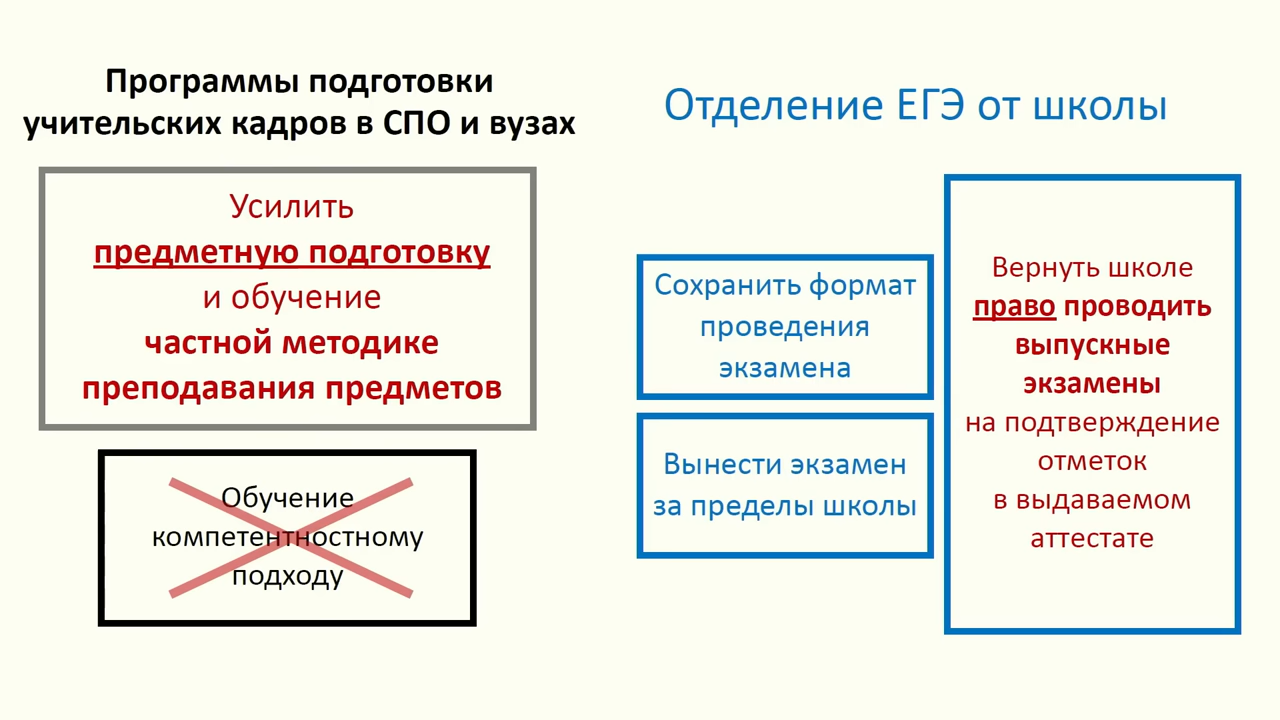 Программы подготовки
учительских кадров в СПО и вузах
Усилить
предметную подготовку
и обучение
частной методике
преподавания предметов
Обучение
компетентностному
подходу
Отделение ЕГЭ от школы
Сохранить формат
проведения
экзамена
Вынести экзамен
за пределы школы
Вернуть школе
право проводить
выпускные
экзамены
на подтверждение
отметок
в выдаваемом
аттестате